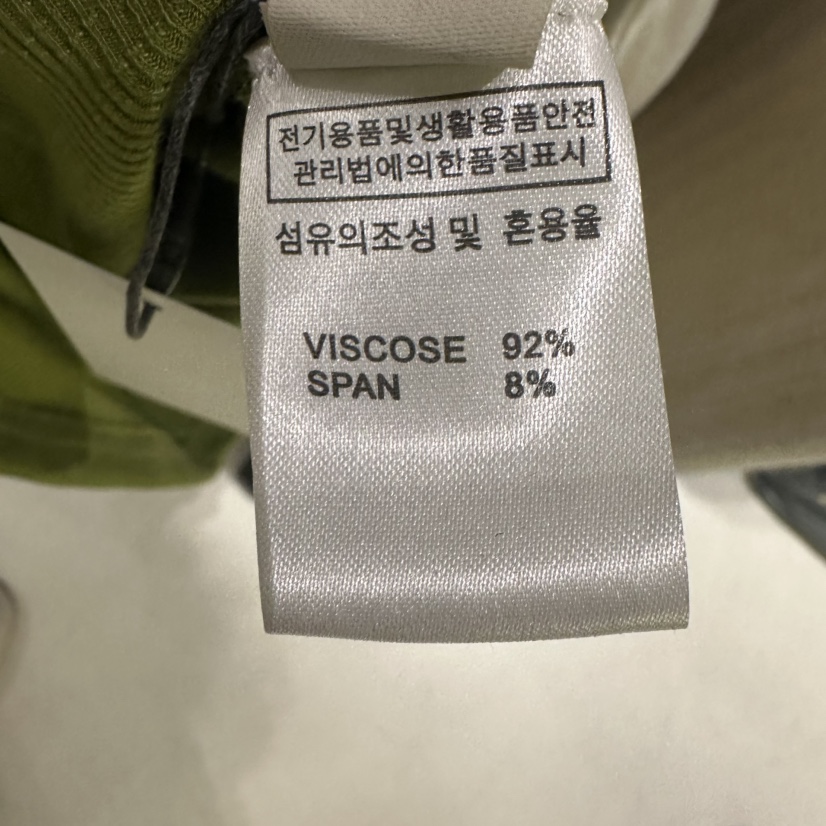 전기용품및생활용품안전
관리법에의한품질표시
섬유의조성 및 혼용율
VISCOSE 92%
SPAN 8%